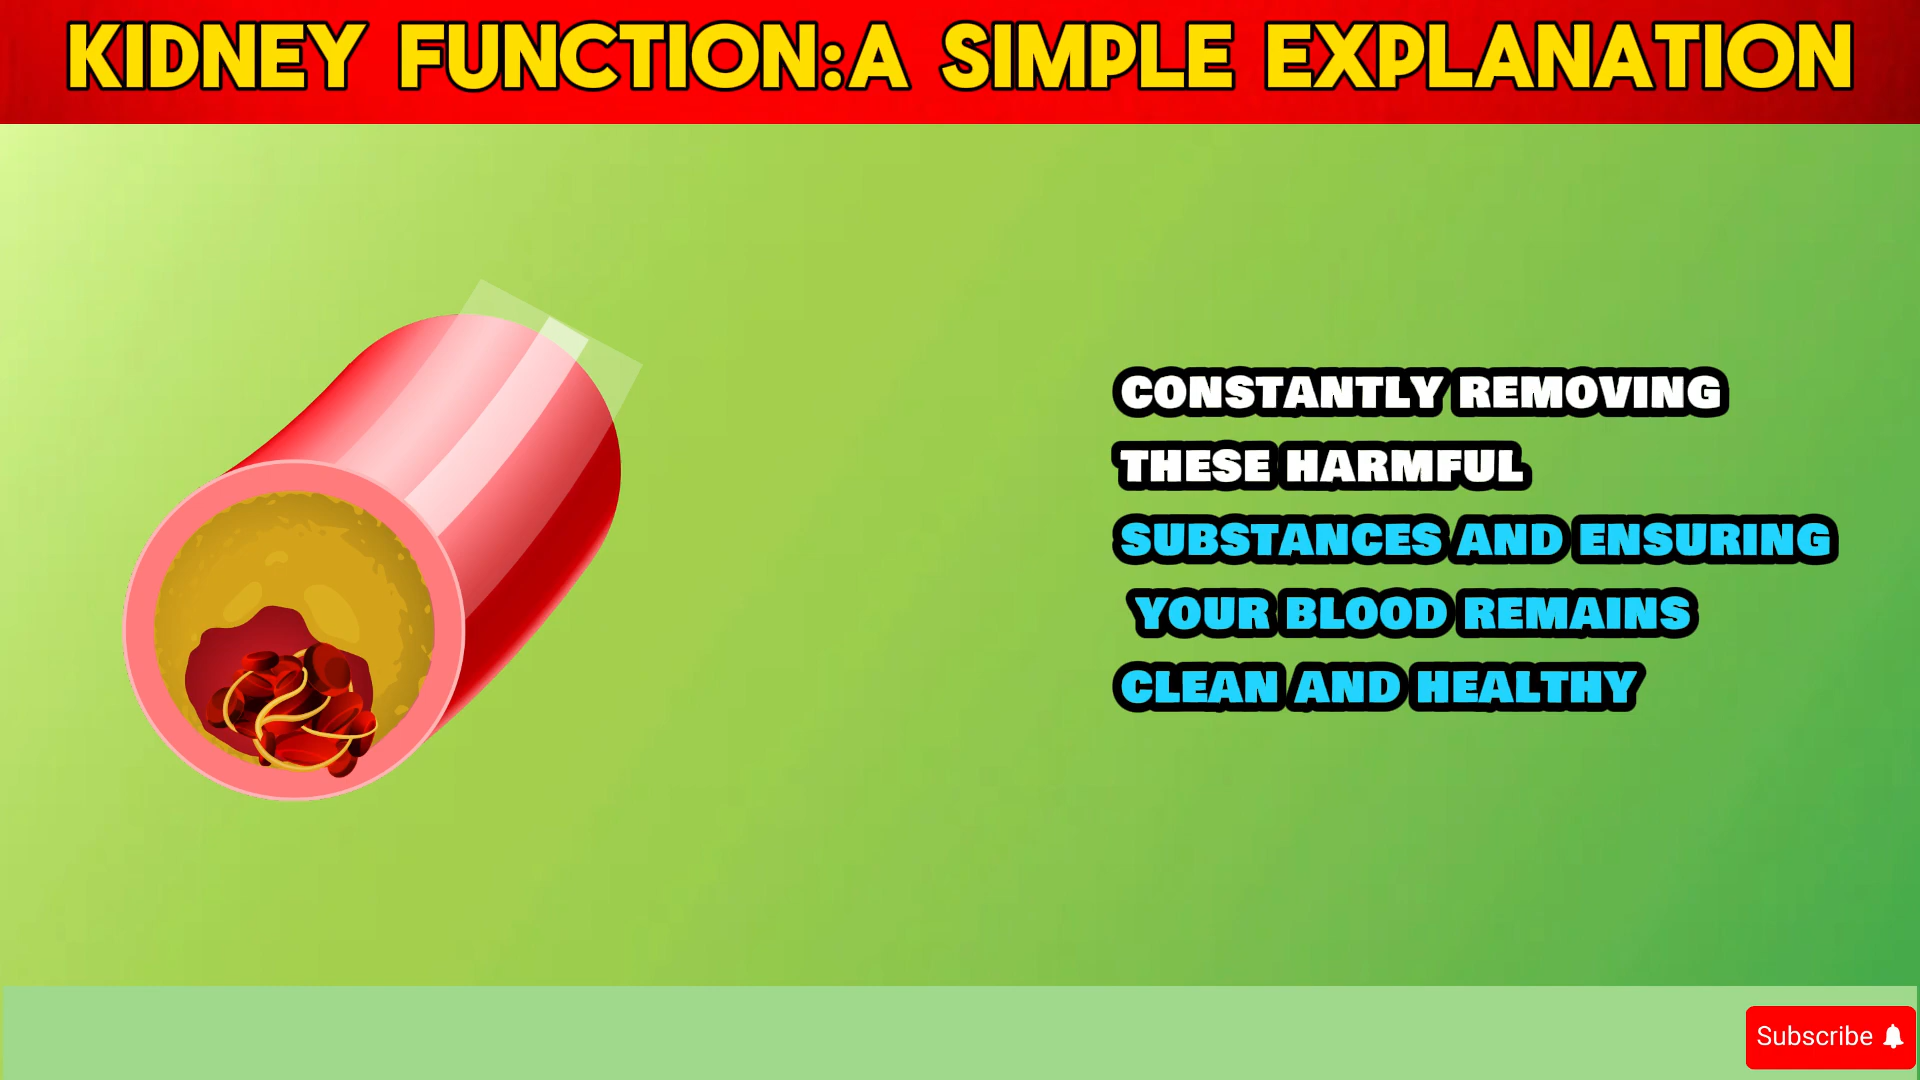 KIDNEY FUNCTION:A SIMPLE EXPLANATION
CONSTANTLY REMOVING
THESE HARMFUL
SUBSTANCES AND ENSURING
YOUR BLOOD REMAINS
CLEAN AND HEALTHY
Subscribe